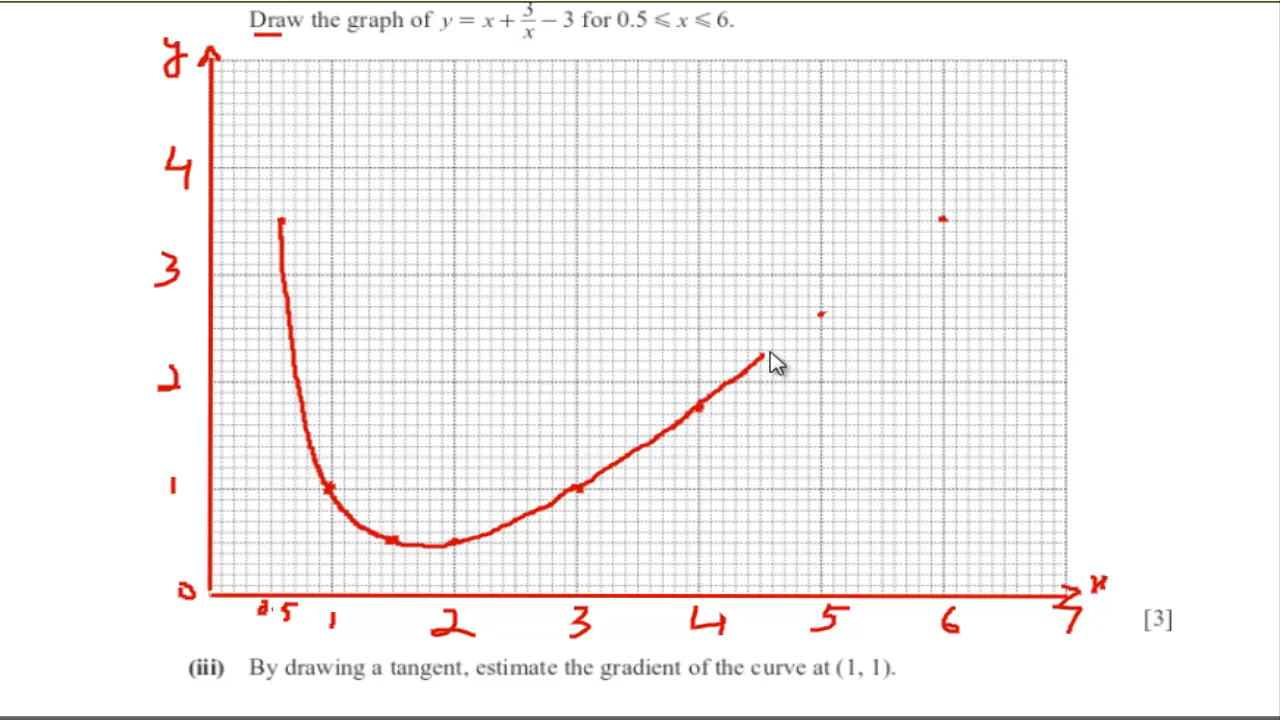 Draw the graph of y = x + 3/x − 3 for 0.5 ⩽ x ⩽ 6.
y
4
3
2
1
0
0.5 1 2 3 4 5 6 7 x
[3]
(iii) By drawing a tangent, estimate the gradient of the curve at (1, 1).